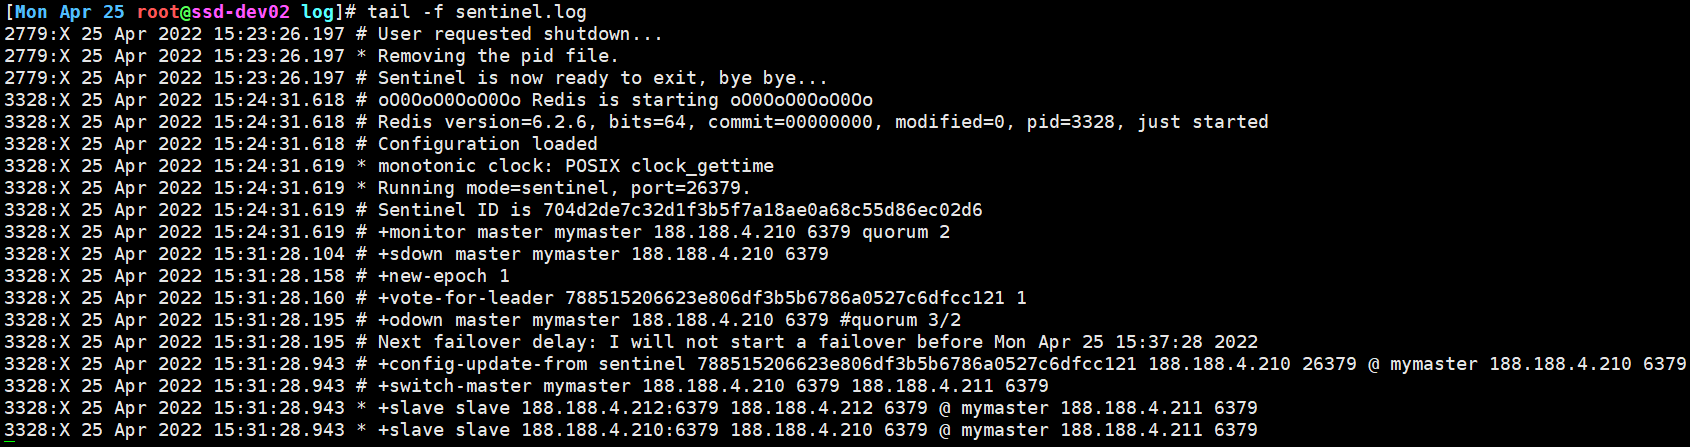 [Mon Apr 25 root@ssd-dev02 log]# tail -f sentinel.log
2779:X 25 Apr 2022 15:23:26.197 # User requested shutdown...
2779:X 25 Apr 2022 15:23:26.197 * Removing the pid file.
2779:X 25 Apr 2022 15:23:26.197 # Sentinel is now ready to exit, bye bye...
3328:X 25 Apr 2022 15:24:31.618 # oO0OoO0OoO0Oo Redis is starting oO0OoO0OoO0Oo
3328:X 25 Apr 2022 15:24:31.618 # Redis version=6.2.6, bits=64, commit=00000000, modified=0, pid=3328, just started
3328:X 25 Apr 2022 15:24:31.618 # Configuration loaded
3328:X 25 Apr 2022 15:24:31.619 * monotonic clock: POSIX clock_gettime
3328:X 25 Apr 2022 15:24:31.619 * Running mode=sentinel, port=26379.
3328:X 25 Apr 2022 15:24:31.619 # Sentinel ID is 704d2de7c32d1f3b5f7a18ae0a68c55d86ec02d6
3328:X 25 Apr 2022 15:24:31.619 # +monitor master mymaster 188.188.4.210 6379 quorum 2
3328:X 25 Apr 2022 15:31:28.104 # +sdown master mymaster 188.188.4.210 6379
3328:X 25 Apr 2022 15:31:28.158 # +new-epoch 1
3328:X 25 Apr 2022 15:31:28.160 # +vote-for-leader 788515206623e806df3b5b6786a0527c6dfcc121 1
3328:X 25 Apr 2022 15:31:28.195 # +odown master mymaster 188.188.4.210 6379 #quorum 3/2
3328:X 25 Apr 2022 15:31:28.195 # Next failover delay: I will not start a failover before Mon Apr 25 15:37:28 2022
3328:X 25 Apr 2022 15:31:28.943 # +config-update-from sentinel 788515206623e806df3b5b6786a0527c6dfcc121 188.188.4.210 26379 @ mymaster 188.188.4.210 6379
3328:X 25 Apr 2022 15:31:28.943 # +switch-master mymaster 188.188.4.210 6379 188.188.4.211 6379
3328:X 25 Apr 2022 15:31:28.943 * +slave slave 188.188.4.212:6379 188.188.4.212 6379 @ mymaster 188.188.4.211 6379
3328:X 25 Apr 2022 15:31:28.943 * +slave slave 188.188.4.210:6379 188.188.4.210 6379 @ mymaster 188.188.4.211 6379